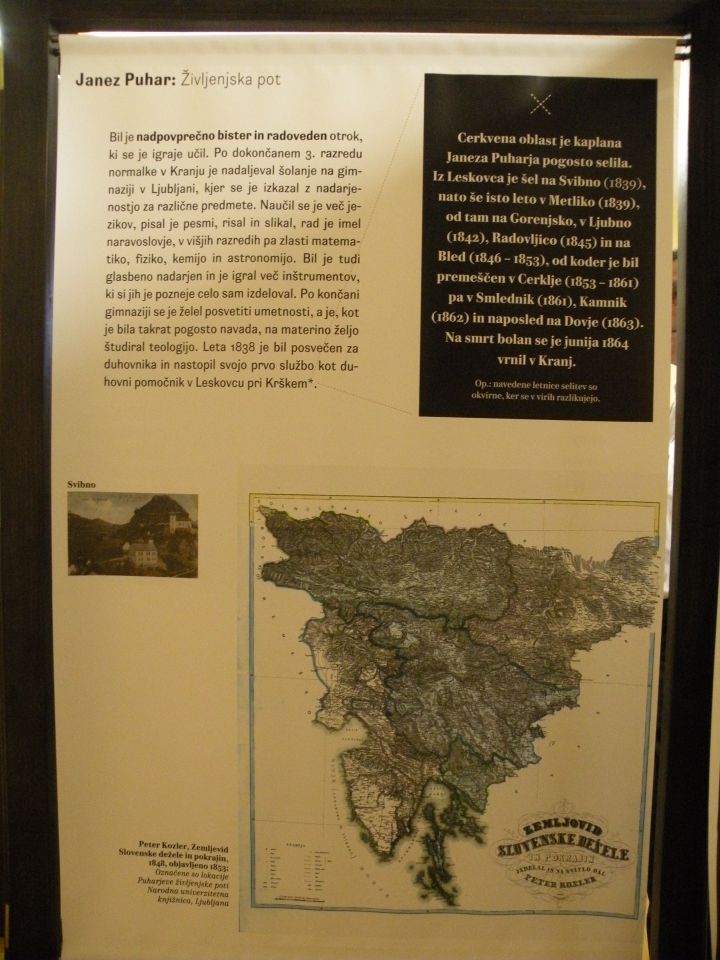 Janez Puhar: Življenjska pot
Bil je nadpovprečno bister in radoveden otrok,
ki se je igraje učil. Po dokončanem 3. razredu
normalke v Kranju je nadaljeval šolanje na gim-
naziji v Ljubljani, kjer se je izkazal z nadarje-
nostjo za različne predmete. Naučil se je več je-
zikov, pisal je pesmi, risal in slikal, rad je imel
naravoslovje, v višjih razredih pa zlasti matema-
tiko, fiziko, kemijo in astronomijo. Bil je tudi
glasbeno nadarjen in je igral več inštrumentov,
ki si jih je pozneje celo sam izdeloval. Po končani
gimnaziji se je želel posvetiti umetnosti, a je, kot
je bila takrat pogosto navada, na materino željo
študiral teologijo. Leta 1838 je bil posvečen za
duhovnika in nastopil svojo prvo službo kot du-
hovni pomočnik v Leskovcu pri Krškem*.
Cerkvena oblast je kaplana
Janeza Puharja pogosto selila.
Iz Leskovca je šel na Svibno (1839),
nato še isto leto v Metliko (1839),
od tam na Gorenjsko, v Ljubno
(1842), Radovljico (1845) in na
Bled (1846 – 1853), od koder je bil
premeščen v Cerklje (1853 – 1861)
pa v Smlednik (1861), Kamnik
(1862) in naposled na Dovje (1863).
Na smrt bolan se je junija 1864
vrnil v Kranj.
Op.: navedene letnice selitev so
okvirne, ker se v virih razlikujejo.
Svibno
Peter Kozler, Zemljevid
Slovenske dežele in pokrajin,
1848, objavljeno 1853;
Označene so lokacije
Puharjeve življenjske poti
Narodna univerzitetna
knjižnica, Ljubljana
ZEMLJOVID
SLOVENSKE DEŽELE
IN POKRAJIN
IZDELAL IN NA SVITLO DAL
PETER KOZLER